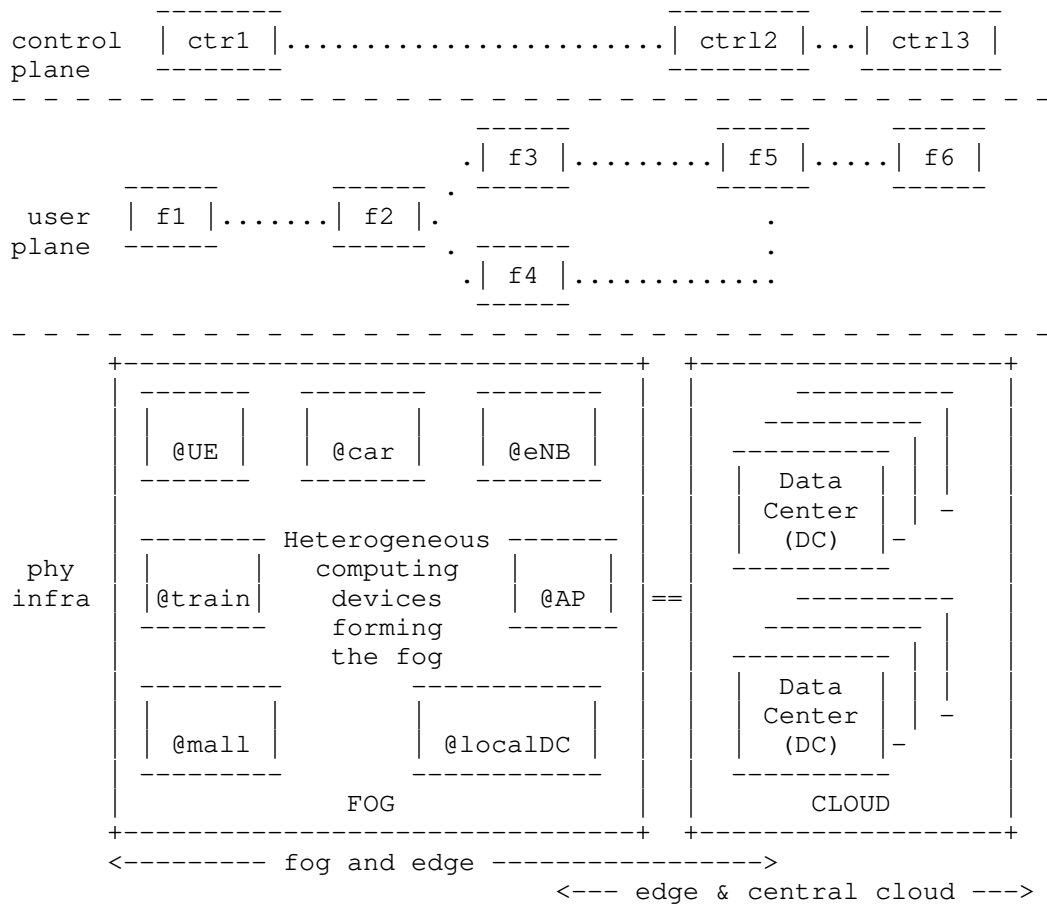 control | ctr1 |........................| ctrl2 |...| ctrl3 |
plane
.| f3 |.........| f5 |.....| f6 |
user | f1 |.......| f2 |.
plane
.| f4 |.............
| @UE | | @car | | @eNB |
| Data
| Center
Heterogeneous | (DC) |-
phy computing
infra |@train| devices | @AP | |==|
forming
the fog
| Data
| Center
| @mall | | @localDC | | (DC) |-
FOG CLOUD
<--------- fog and edge ----------------->
<--- edge & central cloud --->